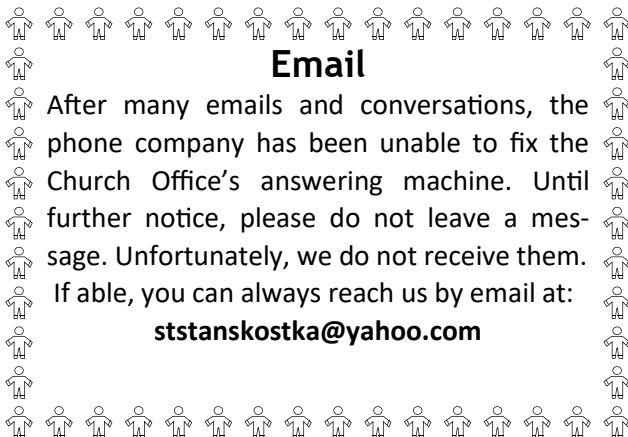 Email
After many emails and conversations, the
phone company has been unable to fix the
Church Office's answering machine. Until
further notice, please do not leave a mes-
sage. Unfortunately, we do not receive them.
If able, you can always reach us by email at:
ststanskostka@yahoo.com